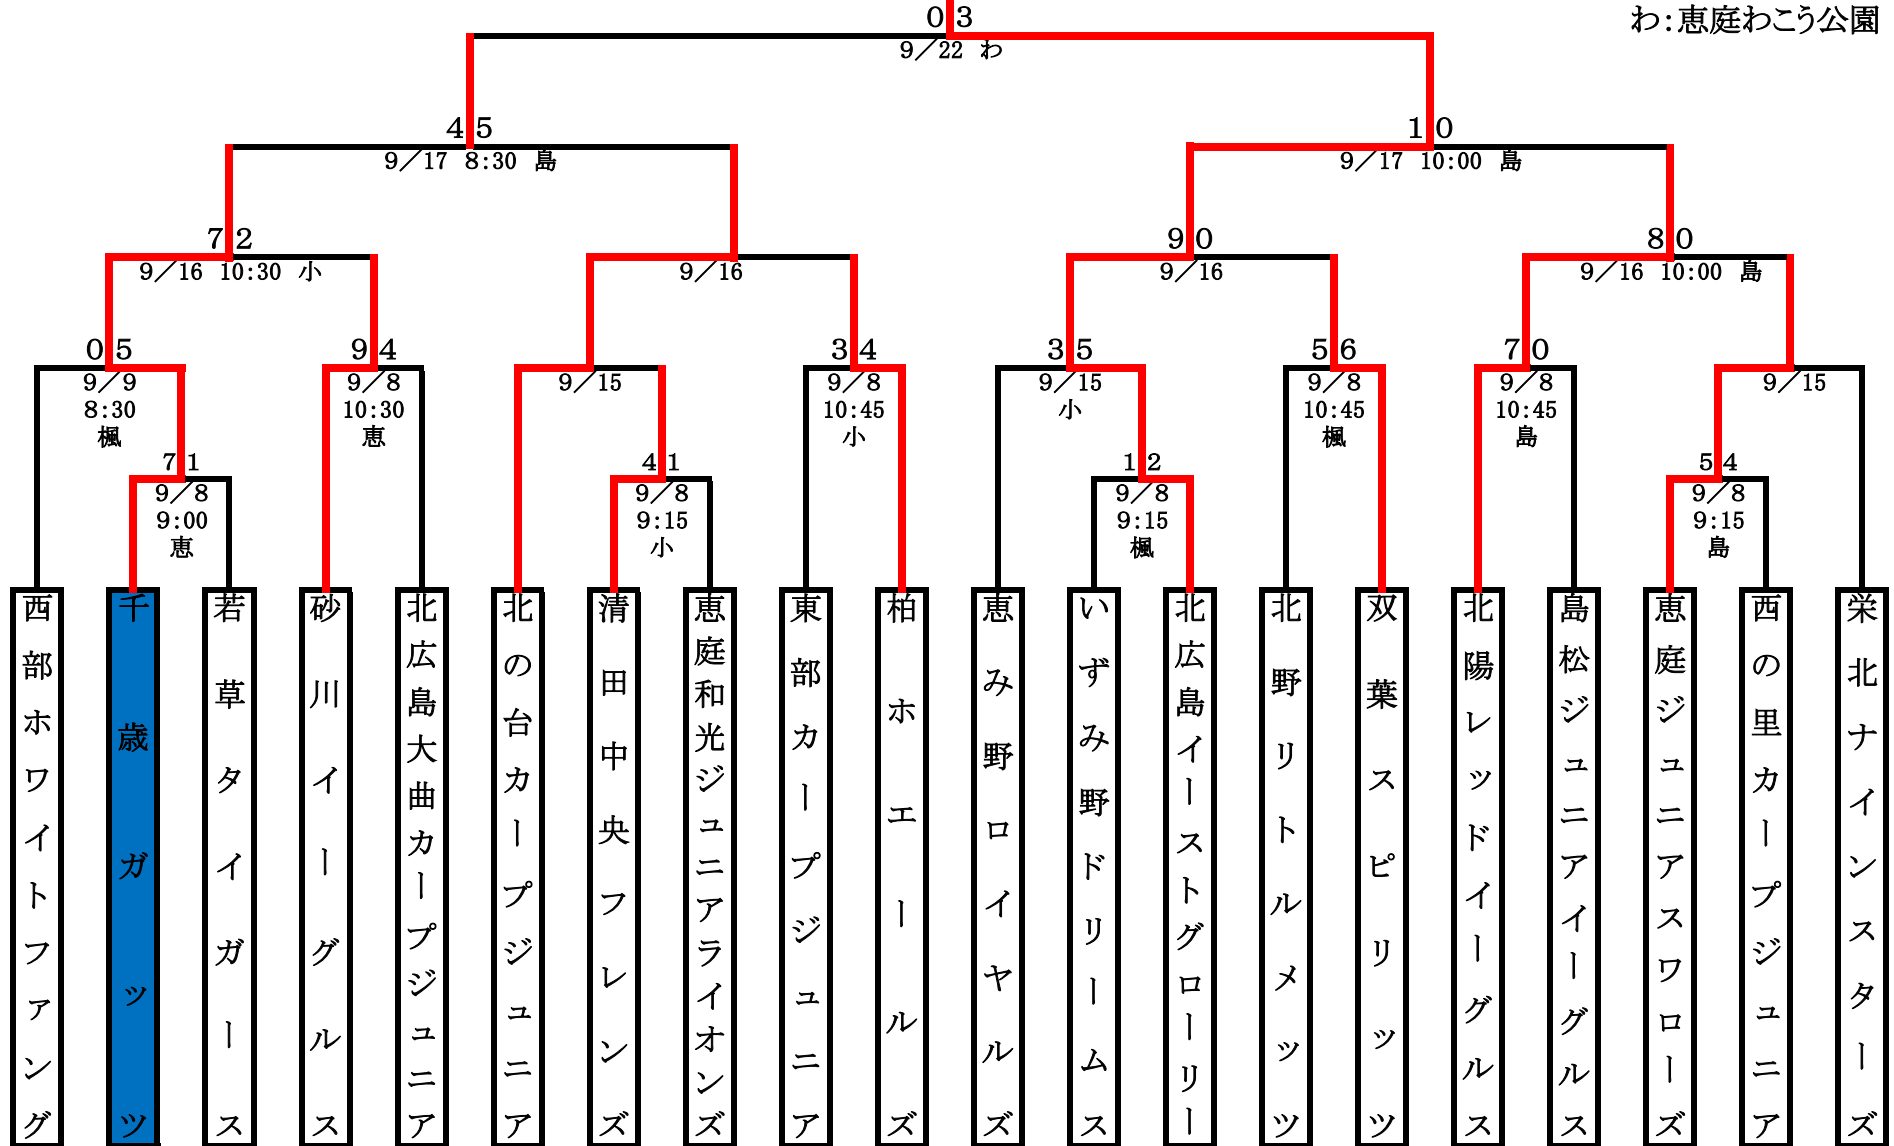 わ：恵庭わこう公園
0 3
9／22 わ
4 5
9／17 8:30 島
1 0
9／17 10:00 島
7 2
9／16 10:30 小
9／16
9 0
9／16
8 0
9／16 10:00 島
0 5
9／9
8:30
楓
9 4
9／8
10:30
恵
9／15
3 4
9／8
10:45
小
3 5
9／15
小
5 6
9／8
10:45
楓
7 0
9／8
10:45
島
9／15
7 1
9／8
9:00
恵
4 1
9／8
9:15
小
1 2
9／8
9:15
楓
5 4
9／8
9:15
島
西部ホワイトファング
千歳ガッツ
若草タイガース
砂川イーグルス
北広島大曲カープジュニア
北の台カープジュニア
清田中央フレンズ
恵庭和光ジュニアライオンズ
東部カープジュニア
柏ホエールズ
恵み野ロイヤルズ
いずみ野ドリームス
北広島イーストグローリー
北野リトルメッツ
双葉スピリッツ
北陽レッドイーグルス
島松ジュニアイーグルス
恵庭ジュニアスワローズ
西の里カープジュニア
栄北ナインスターズ